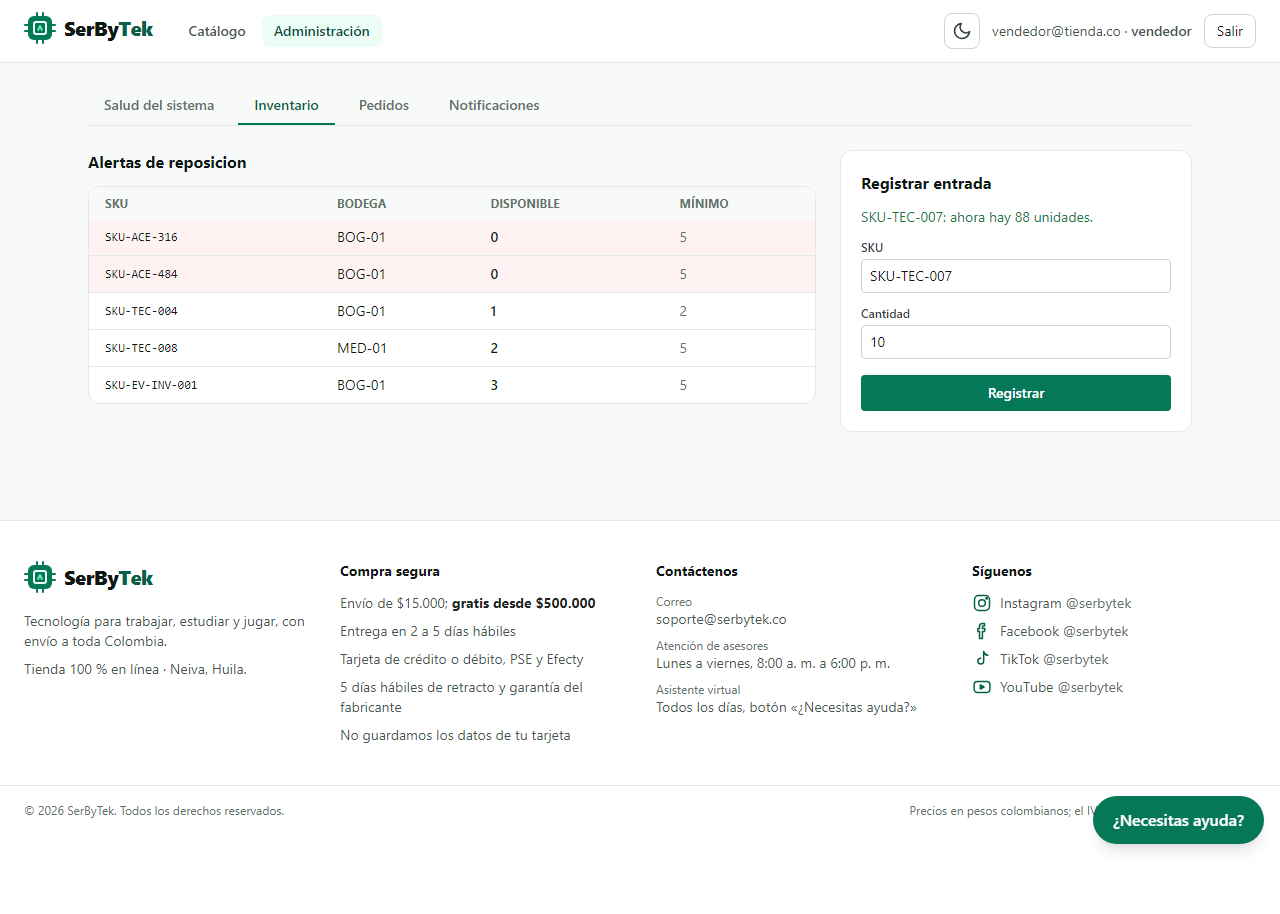 SerByTek
Catálogo
Administración
vendedor@tienda.co · vendedor
Salir
Salud del sistema
Inventario
Pedidos
Notificaciones
Alertas de reposicion
SKU BODEGA DISPONIBLE MÍNIMO
SKU-ACE-316 BOG-01 0 5
SKU-ACE-484 BOG-01 0 5
SKU-TEC-004 BOG-01 1 2
SKU-TEC-008 MED-01 2 5
SKU-EV-INV-001 BOG-01 3 5
Registrar entrada
SKU-TEC-007: ahora hay 88 unidades.
SKU
SKU-TEC-007
Cantidad
10
Registrar
SerByTek
Tecnología para trabajar, estudiar y jugar, con
envío a toda Colombia.
Tienda 100 % en línea · Neiva, Huila.
Compra segura
Envío de $15.000; gratis desde $500.000
Entrega en 2 a 5 días hábiles
Tarjeta de crédito o débito, PSE y Efecty
5 días hábiles de retracto y garantía del
fabricante
No guardamos los datos de tu tarjeta
Contáctenos
Correo
soporte@serbytek.co
Atención de asesores
Lunes a viernes, 8:00 a. m. a 6:00 p. m.
Asistente virtual
Todos los días, botón «¿Necesitas ayuda?»
Síguenos
Instagram @serbytek
Facebook @serbytek
TikTok @serbytek
YouTube @serbytek
© 2026 SerByTek. Todos los derechos reservados.
Precios en pesos colombianos; el
¿Necesitas ayuda?